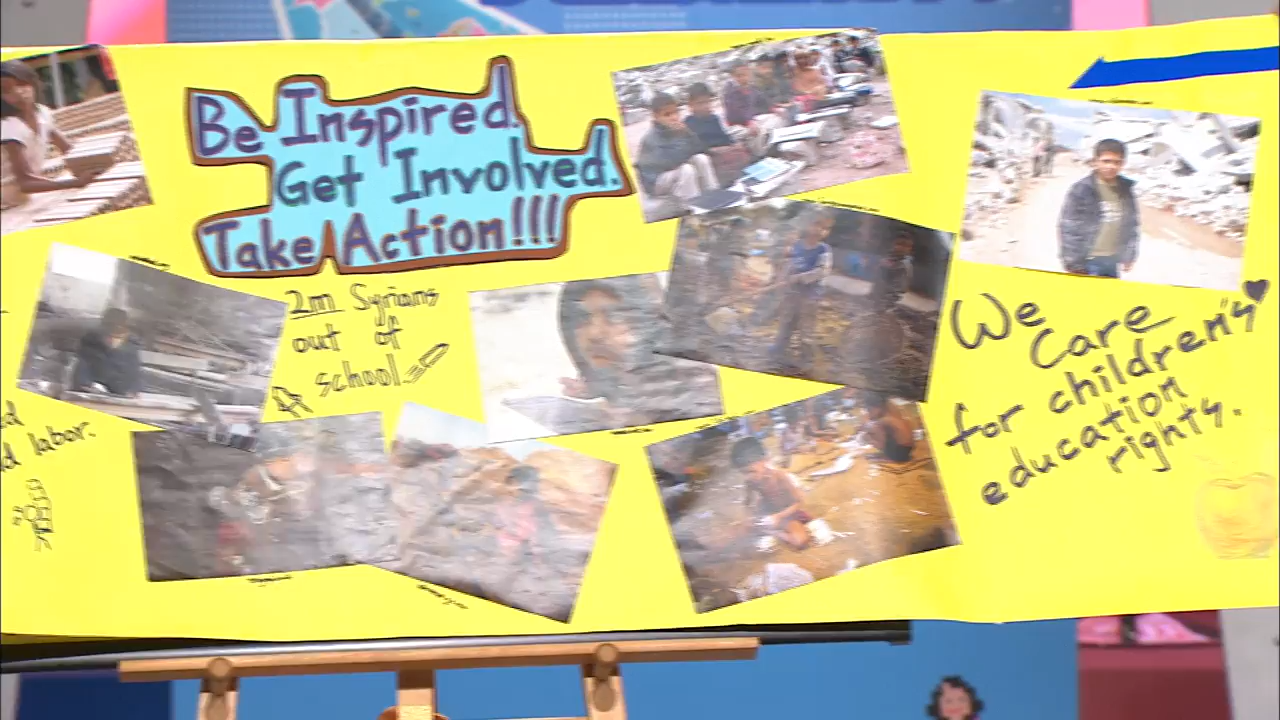 Be Inspired.
Get Involved.
Take Action!!!
2m Syrians
out of
school
We
Care
for children's
education
rights.
labor.